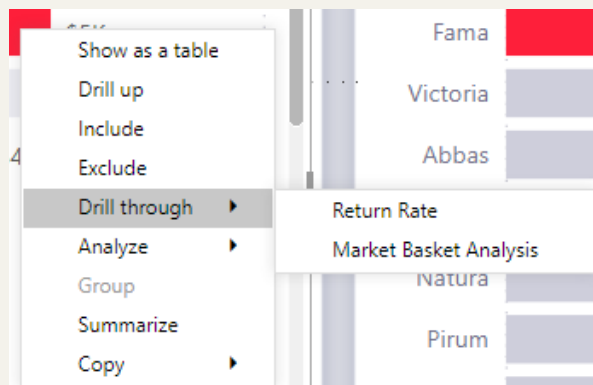 Show as a table
Drill up
Include
Exclude
Drill through
Analyze
Group
Summarize
Copy
Return Rate
Market Basket Analysis
Fama
Victoria
Abbas
Natura
Pirum
4